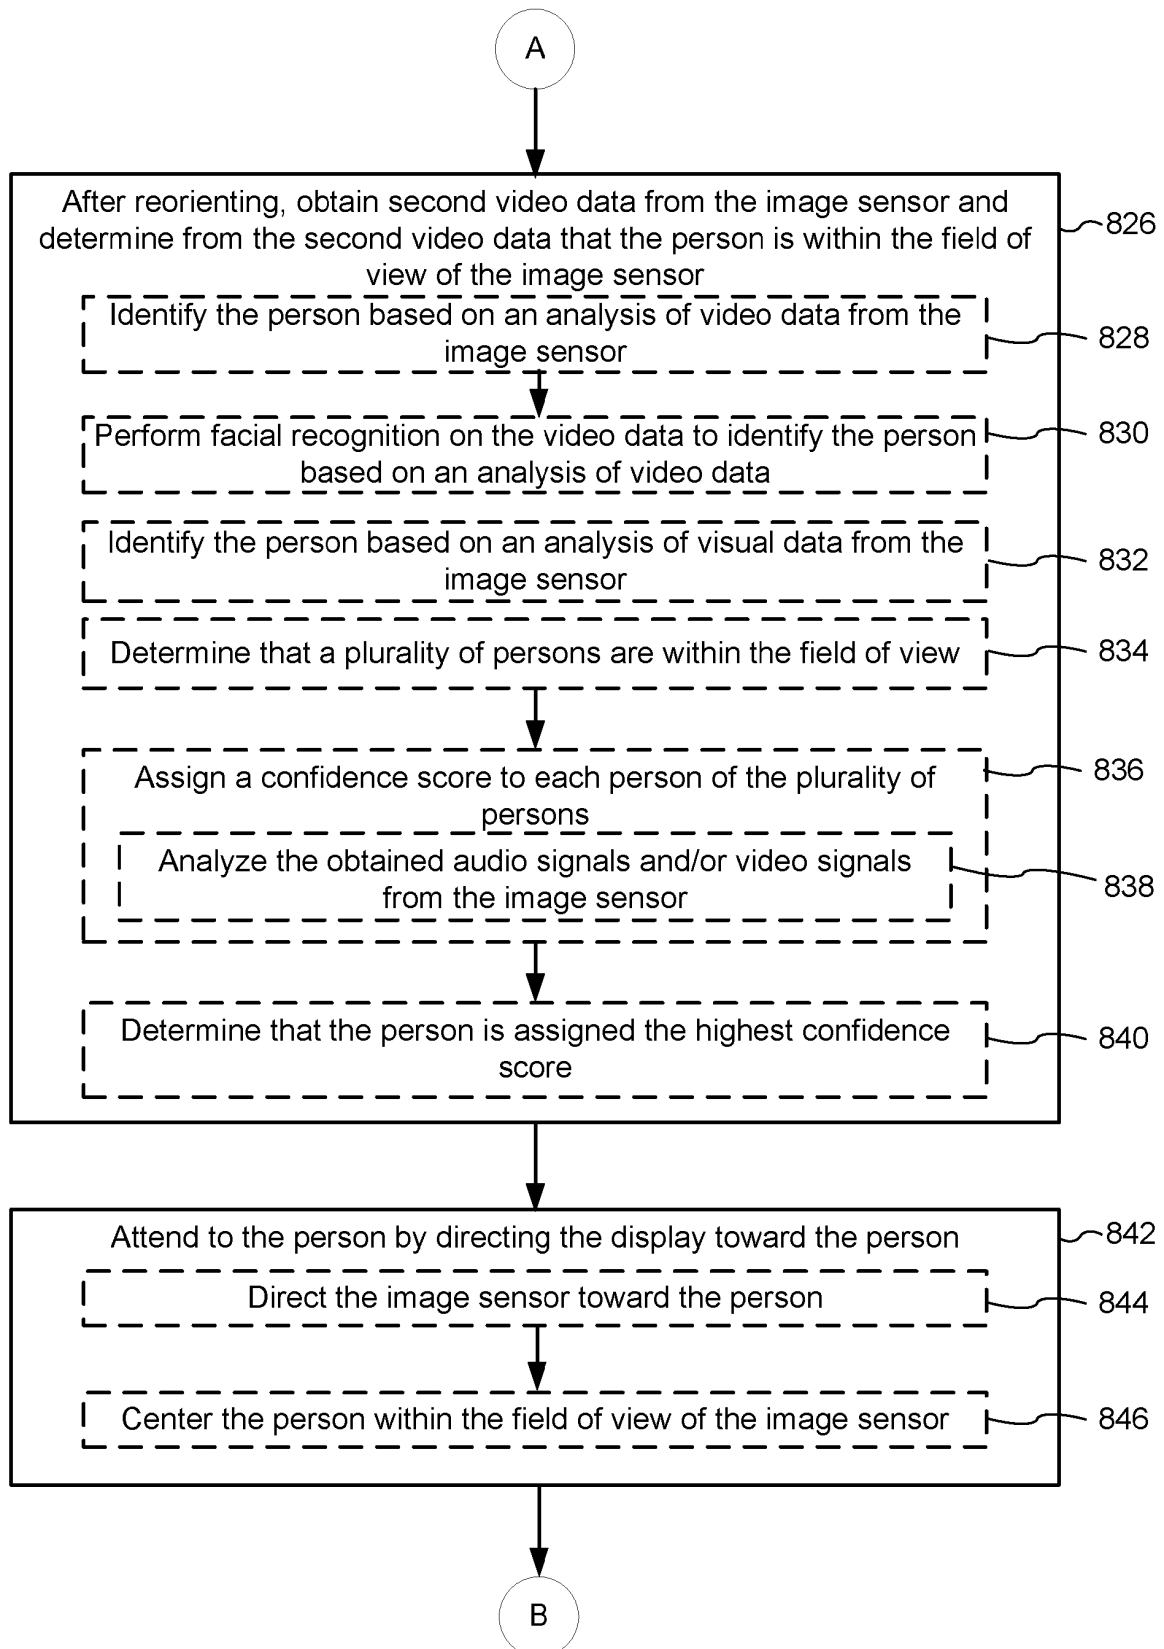 A
After reorienting, obtain second video data from the image sensor and
determine from the second video data that the person is within the field of
view of the image sensor
826
Identify the person based on an analysis of video data from the
image sensor
828
Perform facial recognition on the video data to identify the person
based on an analysis of video data
830
Identify the person based on an analysis of visual data from the
image sensor
832
Determine that a plurality of persons are within the field of view
834
Assign a confidence score to each person of the plurality of
persons
836
Analyze the obtained audio signals and/or video signals
from the image sensor
838
Determine that the person is assigned the highest confidence
score
840
Attend to the person by directing the display toward the person
842
Direct the image sensor toward the person
844
Center the person within the field of view of the image sensor
846
B